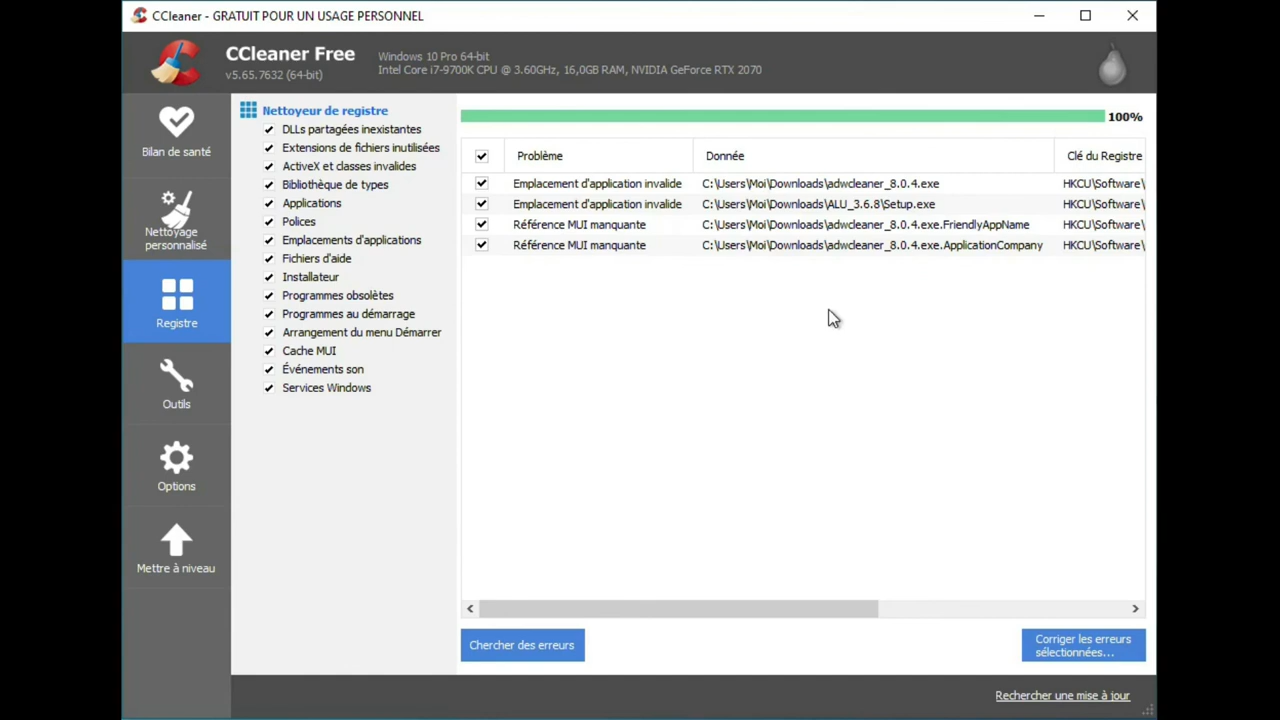 CCleaner - GRATUIT POUR UN USAGE PERSONNEL
CCleaner Free
v5.65.7632 (64-bit)
Windows 10 Pro 64-bit
Intel Core i7-9700K CPU @ 3.60GHz, 16,0GB RAM, NVIDIA GeForce RTX 2070
Bilan de santé
Nettoyage
personnalisé
Registre
Outils
Options
Mettre à niveau
Nettoyeur de registre
DLLs partagées inexistantes
Extensions de fichiers inutilisées
ActiveX et classes invalides
Bibliothèque de types
Applications
Polices
Emplacements d'applications
Fichiers d'aide
Installateur
Programmes obsolètes
Programmes au démarrage
Arrangement du menu Démarrer
Cache MUI
Événements son
Services Windows
100%
Problème Donnée Clé du Registre
Emplacement d'application invalide C:\Users\Moi\Downloads\adwcleaner_8.0.4.exe HKCU\Software\
Emplacement d'application invalide C:\Users\Moi\Downloads\ALU_3.6.8\Setup.exe HKCU\Software\
Référence MUI manquante C:\Users\Moi\Downloads\adwcleaner_8.0.4.exe.FriendlyAppName HKCU\Software\
Référence MUI manquante C:\Users\Moi\Downloads\adwcleaner_8.0.4.exe.ApplicationCompany HKCU\Software\
Chercher des erreurs
Corriger les erreurs
sélectionnées...
Rechercher une mise à jour